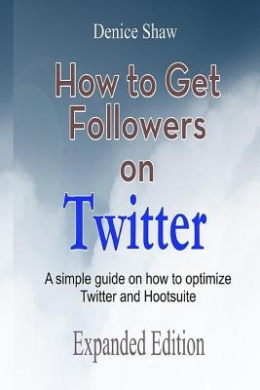 Denice Shaw
How to Get
Followers
on
Twitter
A simple guide on how to optimize
Twitter and Hootsuite
Expanded Edition